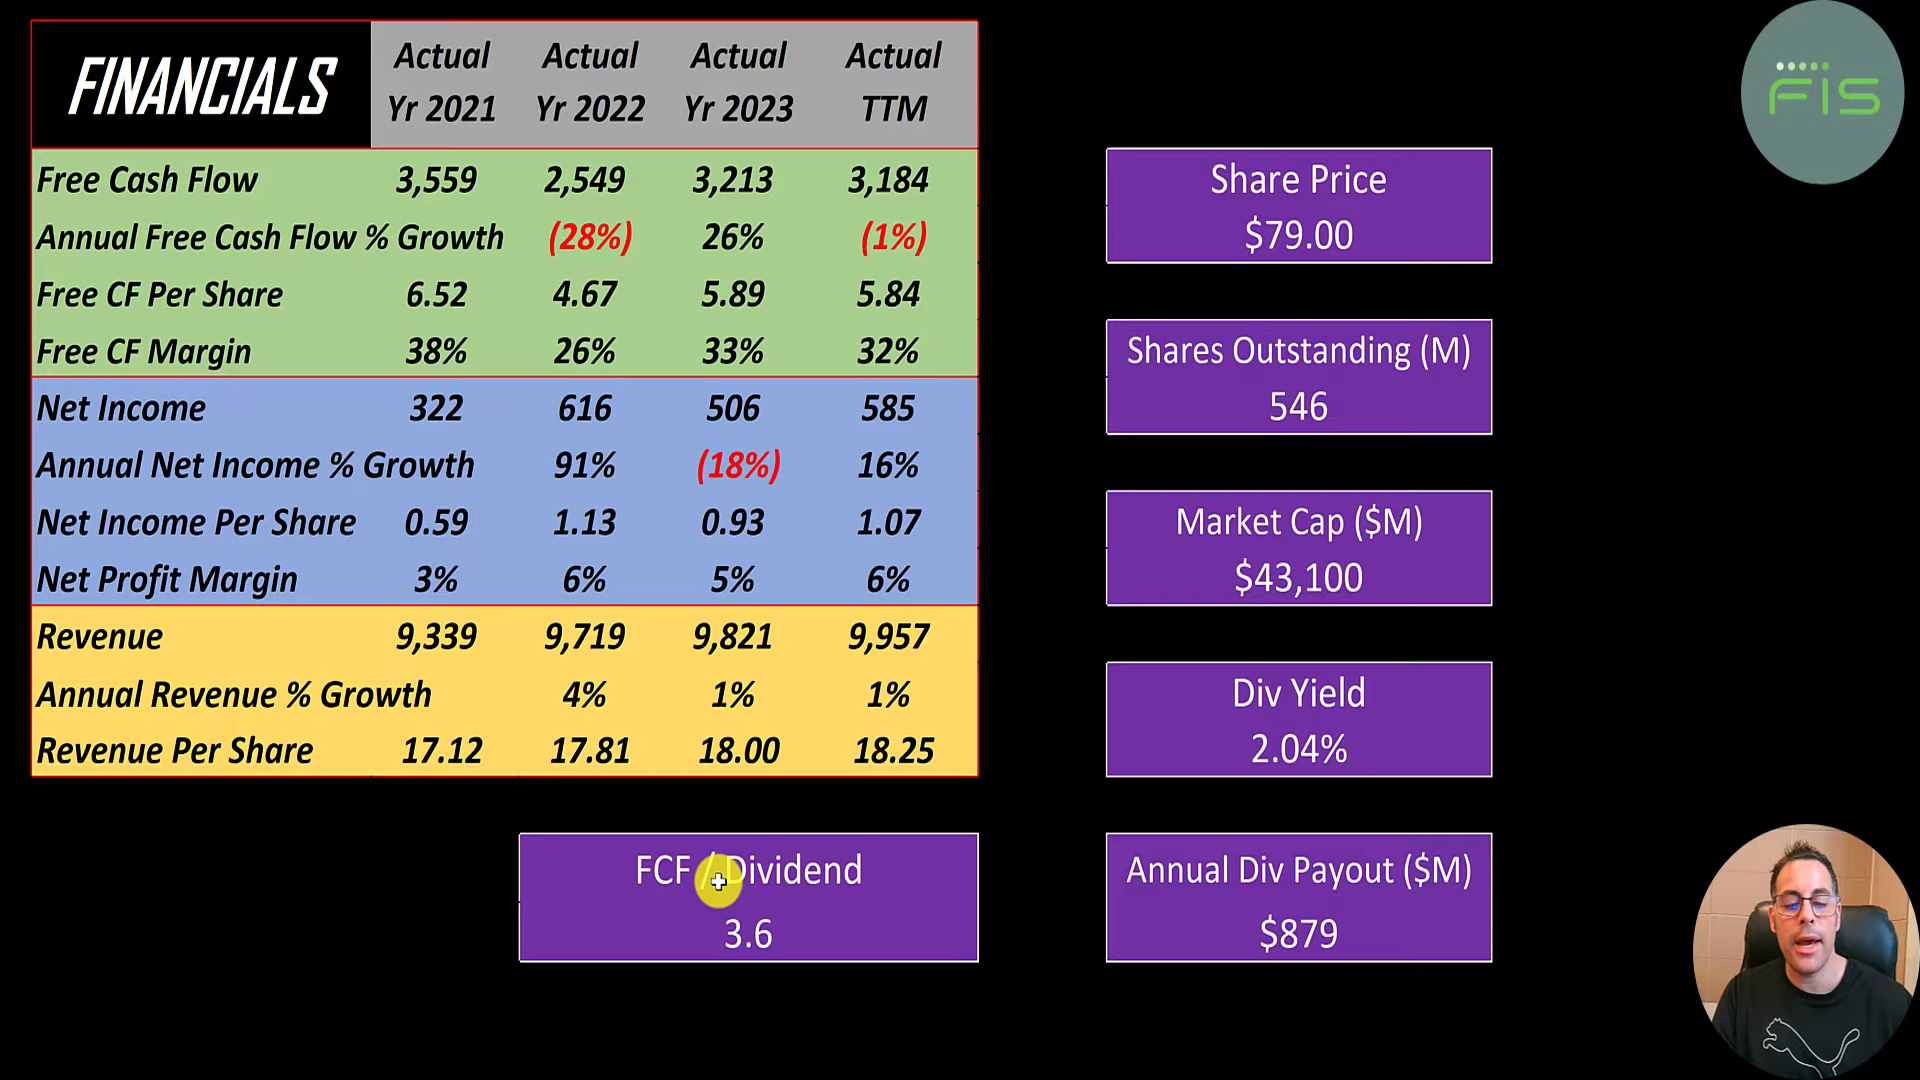 FINANCIALS
Actual Yr 2021
Actual Yr 2022
Actual Yr 2023
Actual TTM
Free Cash Flow 3,559 2,549 3,213 3,184
Annual Free Cash Flow % Growth (28%) 26% (1%)
Free CF Per Share 6.52 4.67 5.89 5.84
Free CF Margin 38% 26% 33% 32%
Net Income 322 616 506 585
Annual Net Income % Growth 91% (18%) 16%
Net Income Per Share 0.59 1.13 0.93 1.07
Net Profit Margin 3% 6% 5% 6%
Revenue 9,339 9,719 9,821 9,957
Annual Revenue % Growth 4% 1% 1%
Revenue Per Share 17.12 17.81 18.00 18.25
FCF / Dividend
3.6
Share Price
$79.00
Shares Outstanding (M)
546
Market Cap ($M)
$43,100
Div Yield
2.04%
Annual Div Payout ($M)
$879
FIS